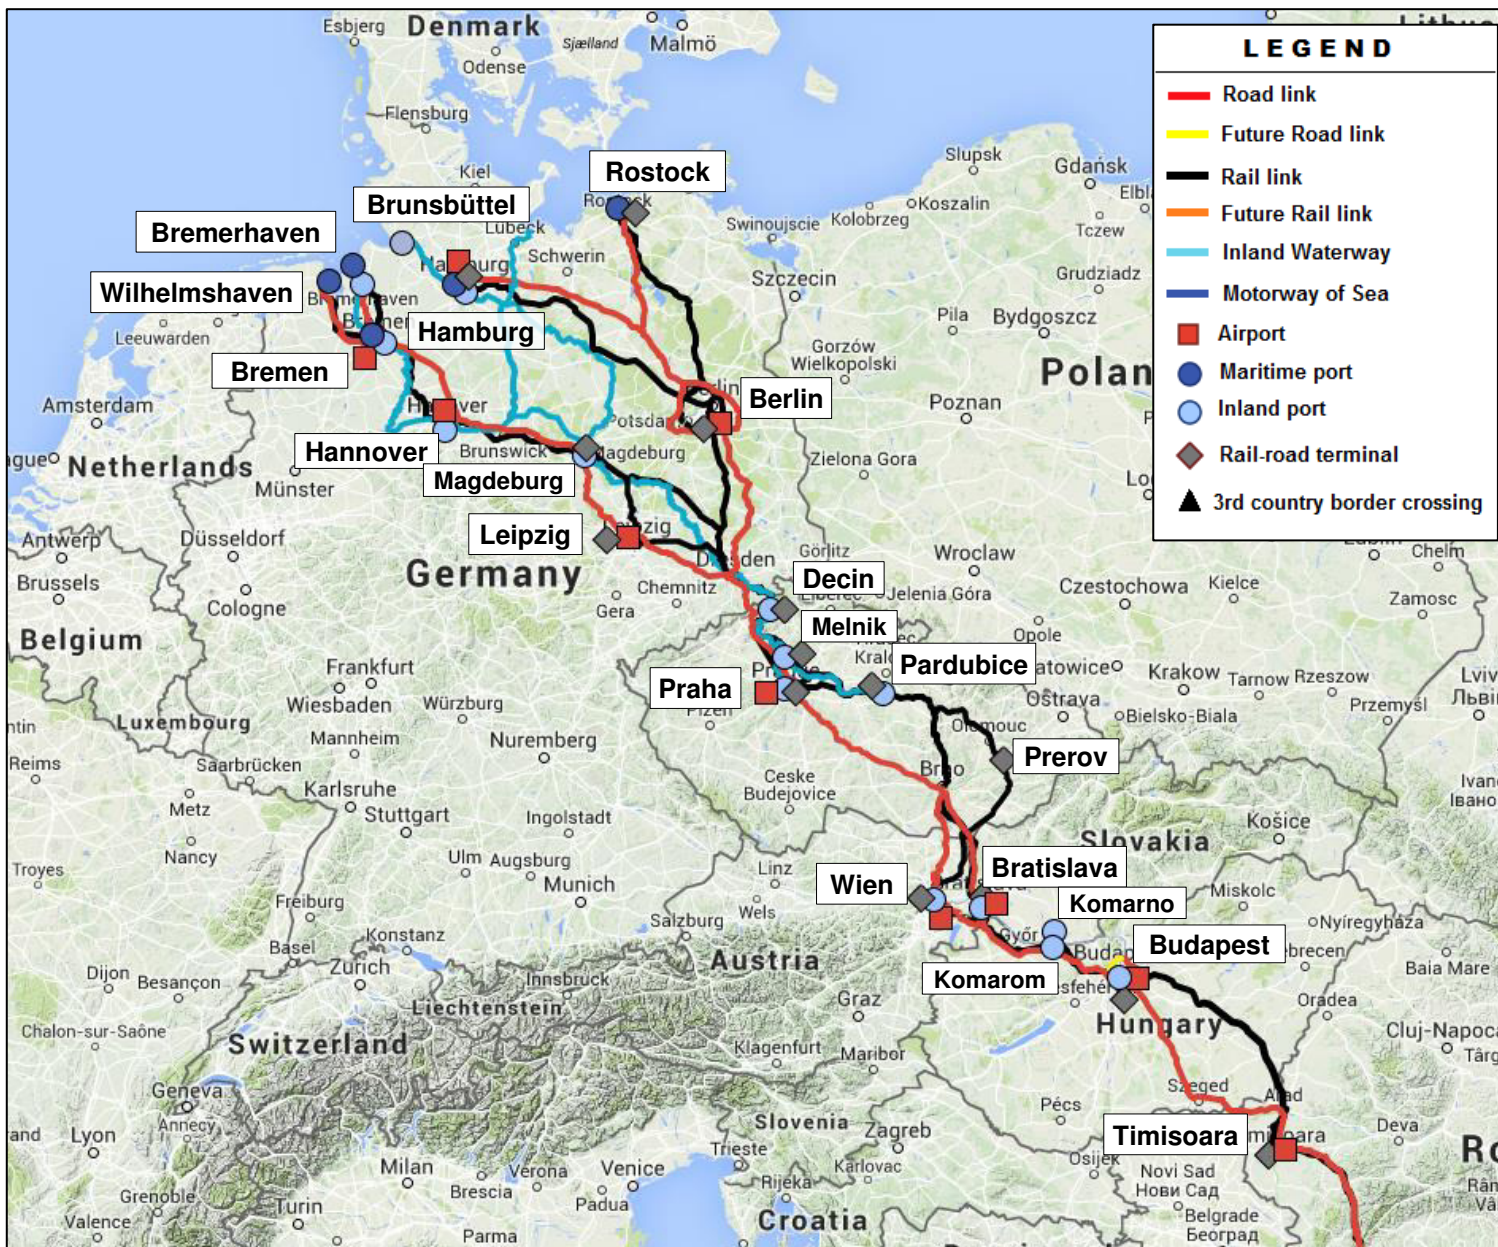 Esbjerg
Denmark
Sjælland
Malmö
Odense
Flensburg
Kiel
Rostock
Brunsbüttel
Lübeck
Bremerhaven
Schwerin
Wilhelmshaven
Hamburg
Leeuwarden
Bremen
Hannover
Magdeburg
Brunswick
Magdeburg
Potsdam
Berlin
Leipzig
Dresden
Slupsk
Gdańsk
Koszalin
Kolobrzeg
Swinoujscie
Tczew
Szczecin
Grudziadz
Pila
Bydgoszcz
Gorzów
Wielkopolski
Poznan
Zielona Gora
Wroclaw
Görlitz
Jelenia Góra
Czestochowa
Kielce
Opole
Chelm
Zamosc
Krakow
Tarnow
Rzeszow
Ostrava
Bielsko-Biala
Przemyśl
Amsterdam
Netherlands
Münster
Antwerp
Düsseldorf
Brussels
Cologne
Belgium
Germany
Chemnitz
Gera
Frankfurt
Wiesbaden
Würzburg
Luxembourg
Mannheim
Nuremberg
Reims
Saarbrücken
Karlsruhe
Metz
Stuttgart
Ingolstadt
Nancy
Troyes
Ulm
Augsburg
Munich
Freiburg
Konstanz
Basel
Zurich
Dijon
Besançon
Liechtenstein
Innsbruck
Chalon-sur-Saône
Switzerland
Geneva
Annecy
Lyon
Milan
Verona
Venice
Brescia
Padua
Grenoble
Turin
Valence
Parma
Decin
Melnik
Praha
Pardubice
Plzen
Olomouc
Prerov
Brno
Ceske
Budejovice
Linz
Wels
Salzburg
Wien
Bratislava
Slovakia
Košice
Miskolc
Nyíregyháza
Komarno
Győr
Komarom
Budapest
Hungary
Austria
Graz
Klagenfurt
Maribor
Slovenia
Zagreb
Trieste
Karlovac
Rijeka
Croatia
Pécs
Osijek
Szeged
Arad
Timisoara
Oradea
Baia Mare
Cluj-Napoca
Deva
Novi Sad
Нови Сад
Belgrade
Београд
LEGEND
Road link
Future Road link
Rail link
Future Rail link
Inland Waterway
Motorway of Sea
Airport
Maritime port
Inland port
Rail-road terminal
3rd country border crossing